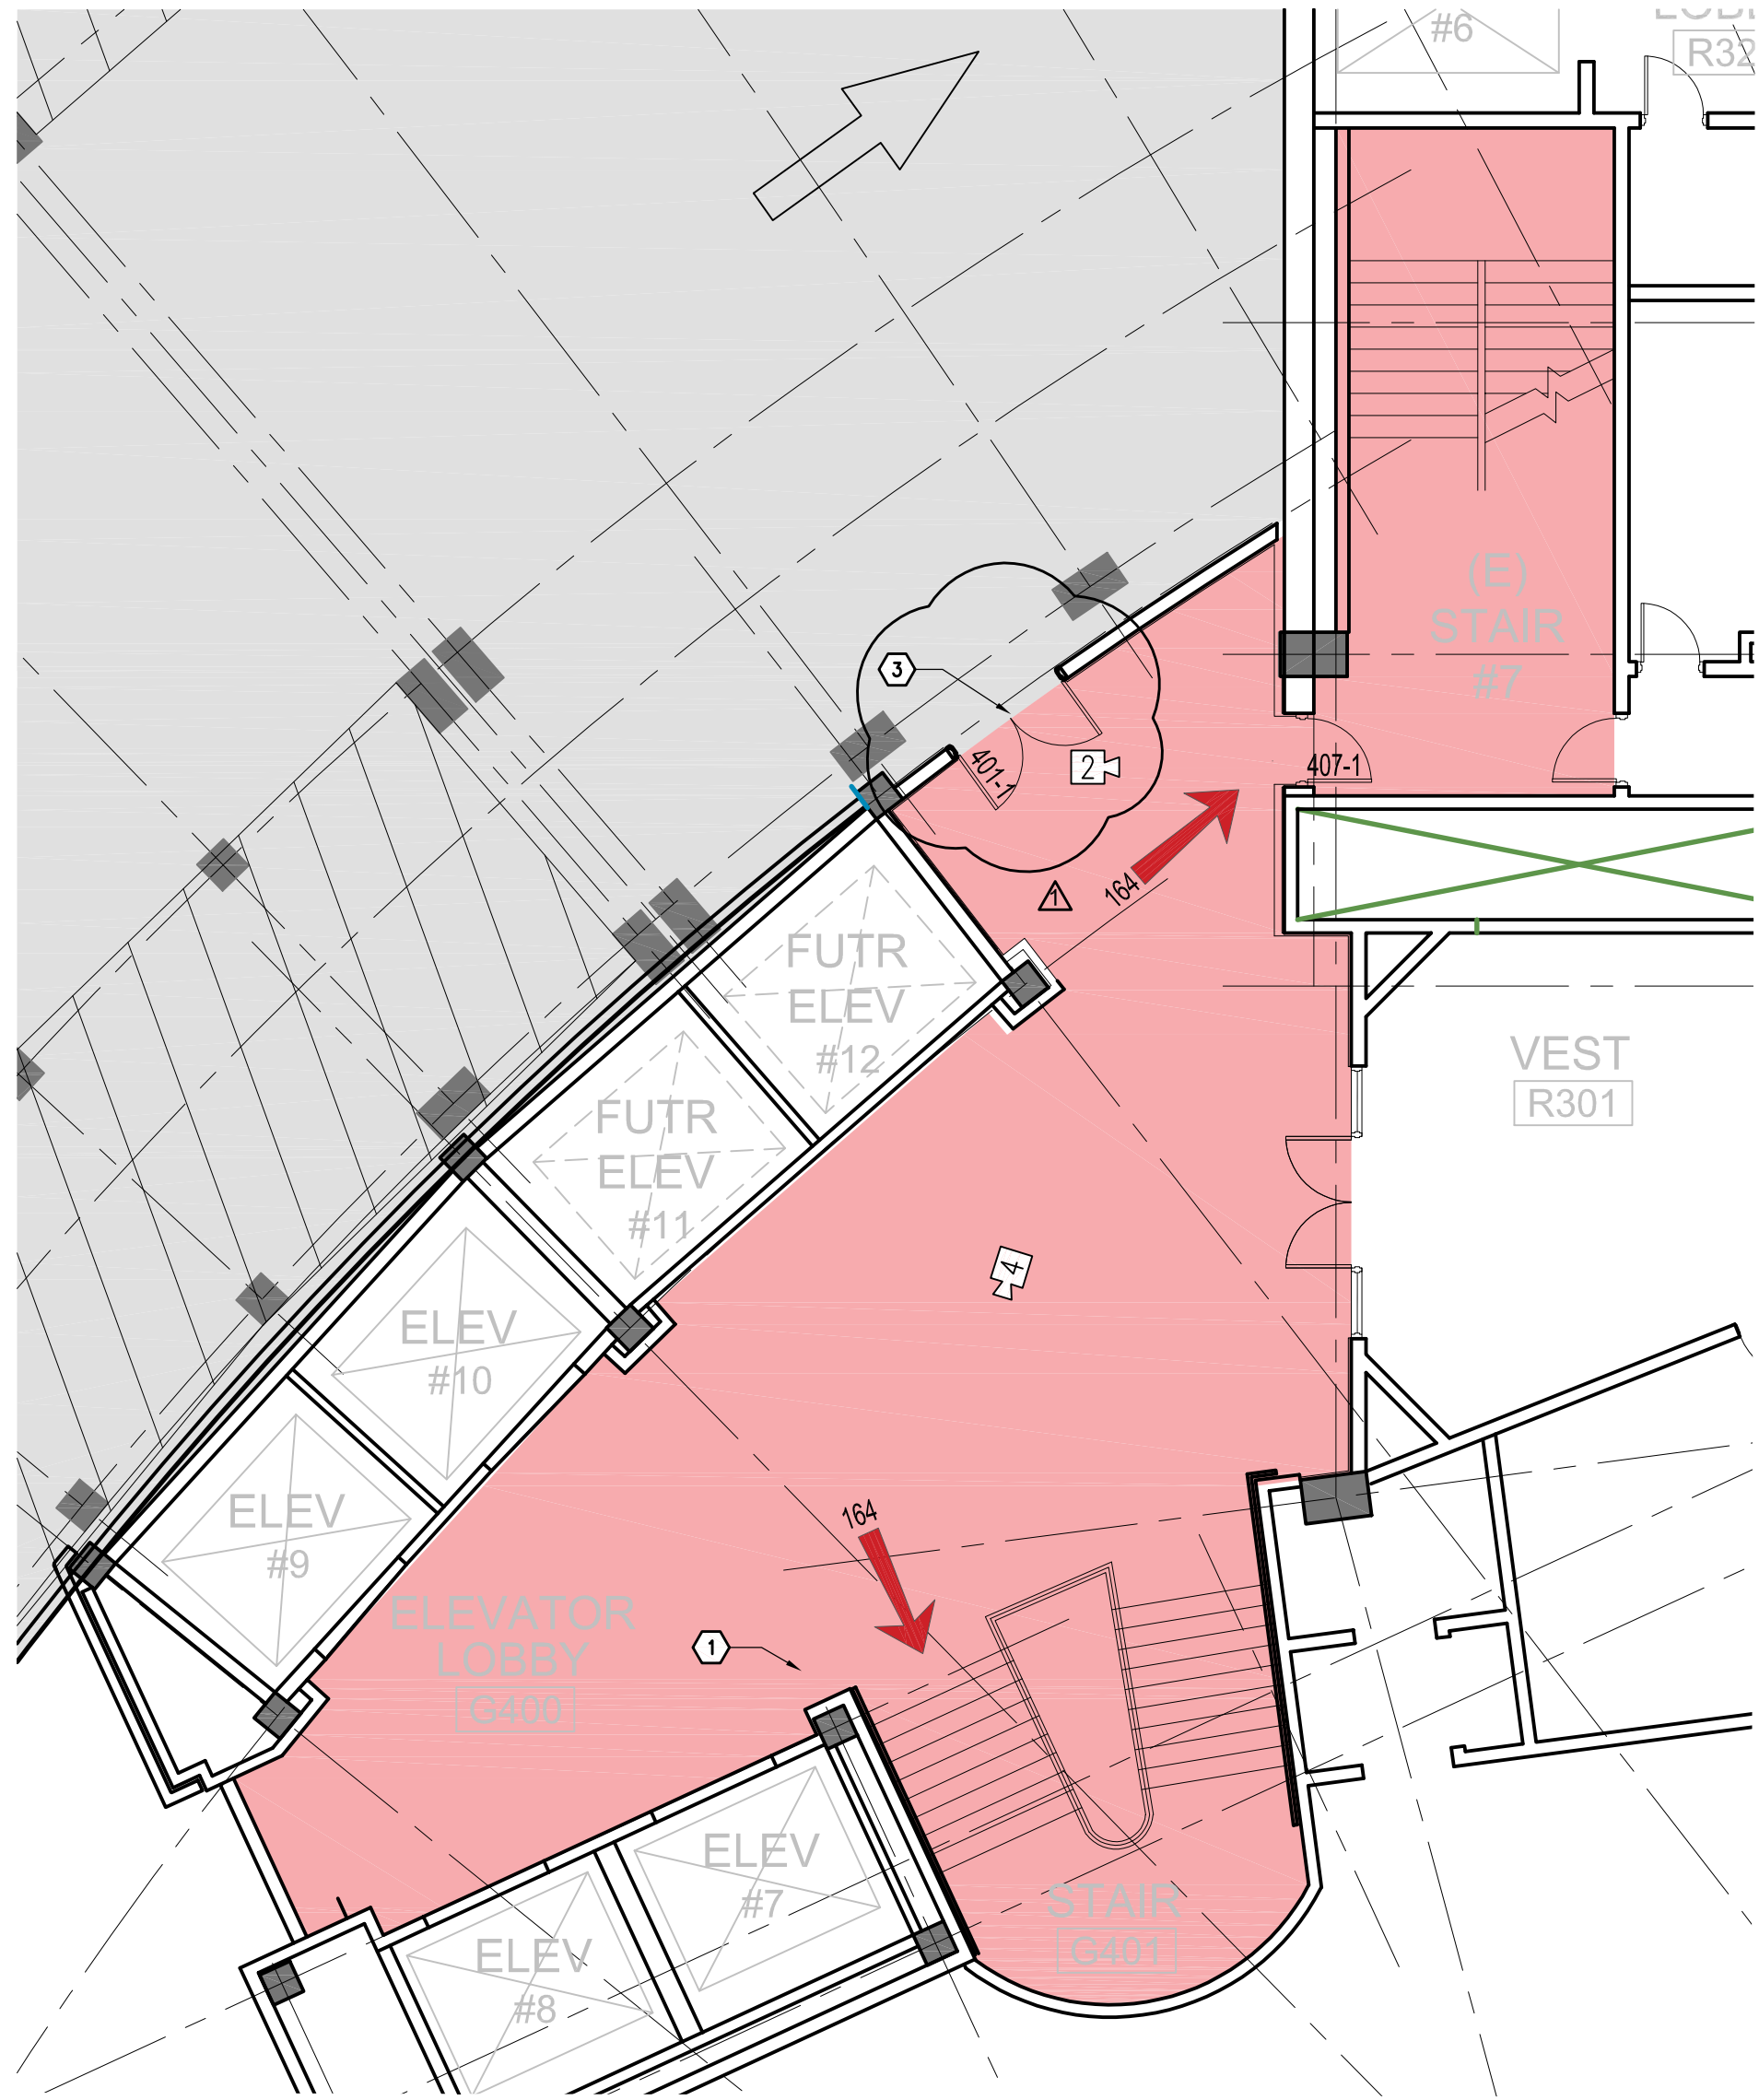 #6
R32
(E)
STAIR
#7
3
401-1
2
407-1
164
1
FUTR
ELEV
#12
VEST
R301
FUTR
ELEV
#11
4
ELEV
#10
ELEV
#9
164
ELEVATOR
LOBBY
G400
1
ELEV
#7
STAIR
G401
ELEV
#8